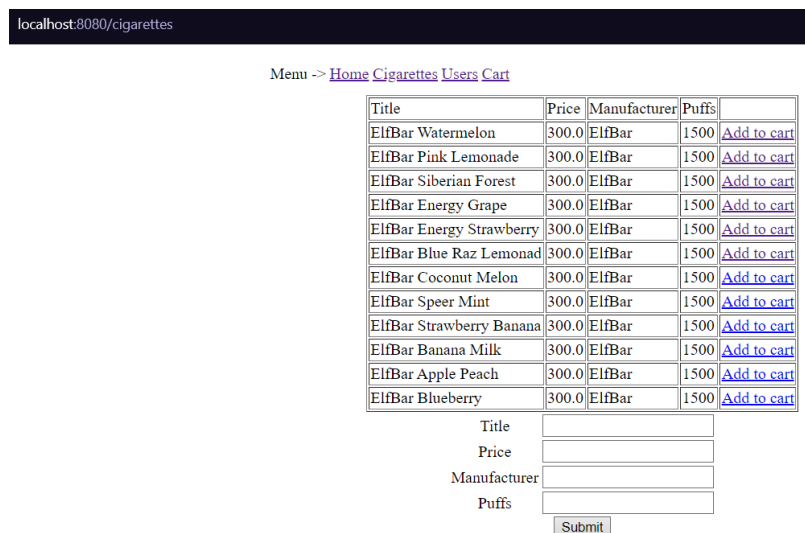 localhost:8080/cigarettes
Menu -> Home Cigarettes Users Cart
Title Price Manufacturer Puffs
ElfBar Watermelon 300.0 ElfBar 1500 Add to cart
ElfBar Pink Lemonade 300.0 ElfBar 1500 Add to cart
ElfBar Siberian Forest 300.0 ElfBar 1500 Add to cart
ElfBar Energy Grape 300.0 ElfBar 1500 Add to cart
ElfBar Energy Strawberry 300.0 ElfBar 1500 Add to cart
ElfBar Blue Raz Lemonad 300.0 ElfBar 1500 Add to cart
ElfBar Coconut Melon 300.0 ElfBar 1500 Add to cart
ElfBar Speer Mint 300.0 ElfBar 1500 Add to cart
ElfBar Strawberry Banana 300.0 ElfBar 1500 Add to cart
ElfBar Banana Milk 300.0 ElfBar 1500 Add to cart
ElfBar Apple Peach 300.0 ElfBar 1500 Add to cart
ElfBar Blueberry 300.0 ElfBar 1500 Add to cart
Title
Price
Manufacturer
Puffs
Submit